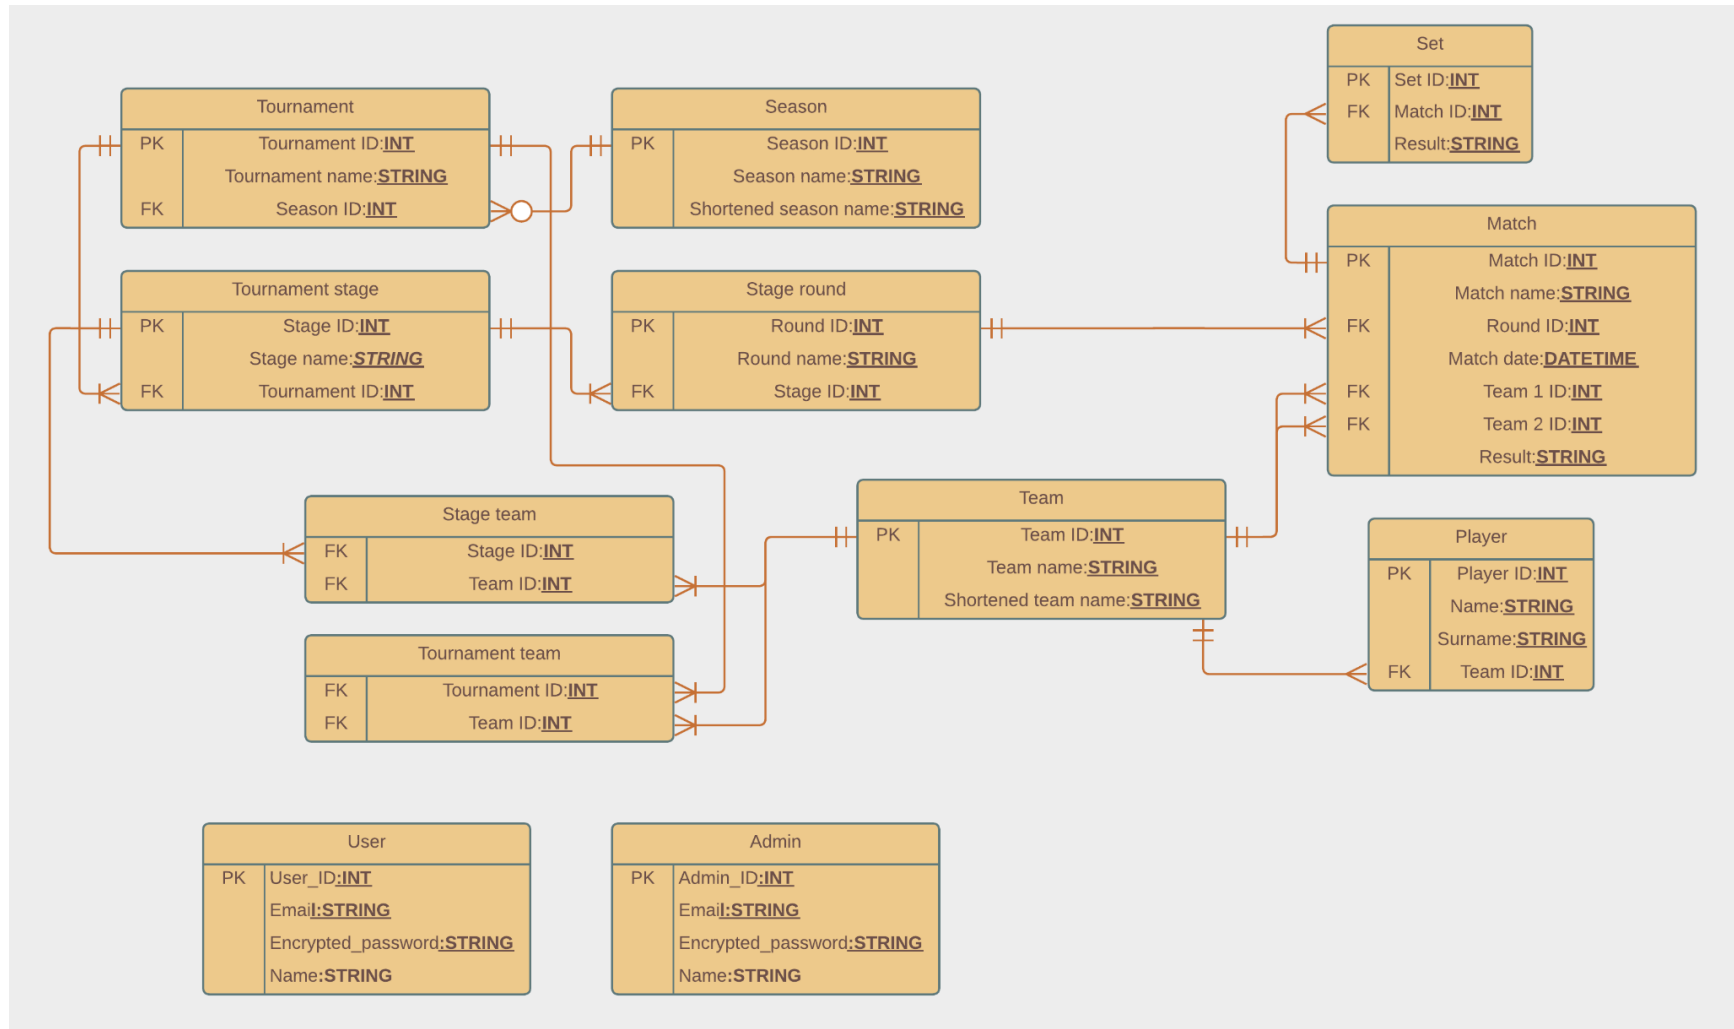 Tournament
PK Tournament ID:INT
Tournament name:STRING
FK Season ID:INT
Season
PK Season ID:INT
Season name:STRING
Shortened season name:STRING
Set
PK Set ID:INT
FK Match ID:INT
Result:STRING
Tournament stage
PK Stage ID:INT
Stage name:STRING
FK Tournament ID:INT
Stage round
PK Round ID:INT
Round name:STRING
FK Stage ID:INT
Match
PK Match ID:INT
Match name:STRING
FK Round ID:INT
Match date:DATETIME
FK Team 1 ID:INT
FK Team 2 ID:INT
Result:STRING
Stage team
FK Stage ID:INT
FK Team ID:INT
Team
PK Team ID:INT
Team name:STRING
Shortened team name:STRING
Player
PK Player ID:INT
Name:STRING
Surname:STRING
FK Team ID:INT
Tournament team
FK Tournament ID:INT
FK Team ID:INT
User
PK User_ID:INT
Email:STRING
Encrypted_password:STRING
Name:STRING
Admin
PK Admin_ID:INT
Email:STRING
Encrypted_password:STRING
Name:STRING